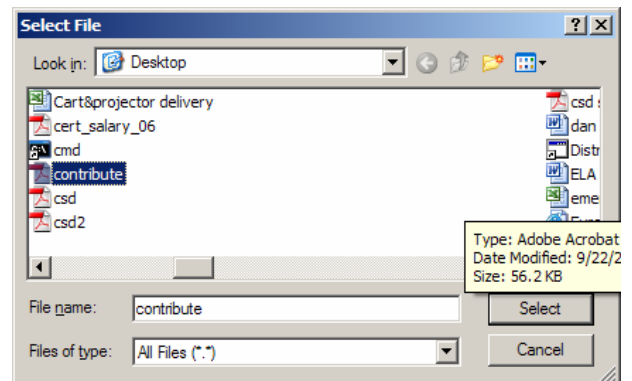 Select File
Look in: Desktop
Cart&projector delivery
cert_salary_06
cmd
contribute
csd
csd2
csd
dan
Distr
ELA
eme
Type: Adobe Acrobat
Date Modified: 9/22/2
Size: 56.2 KB
File name: contribute Select
Files of type: All Files (*.*) Cancel